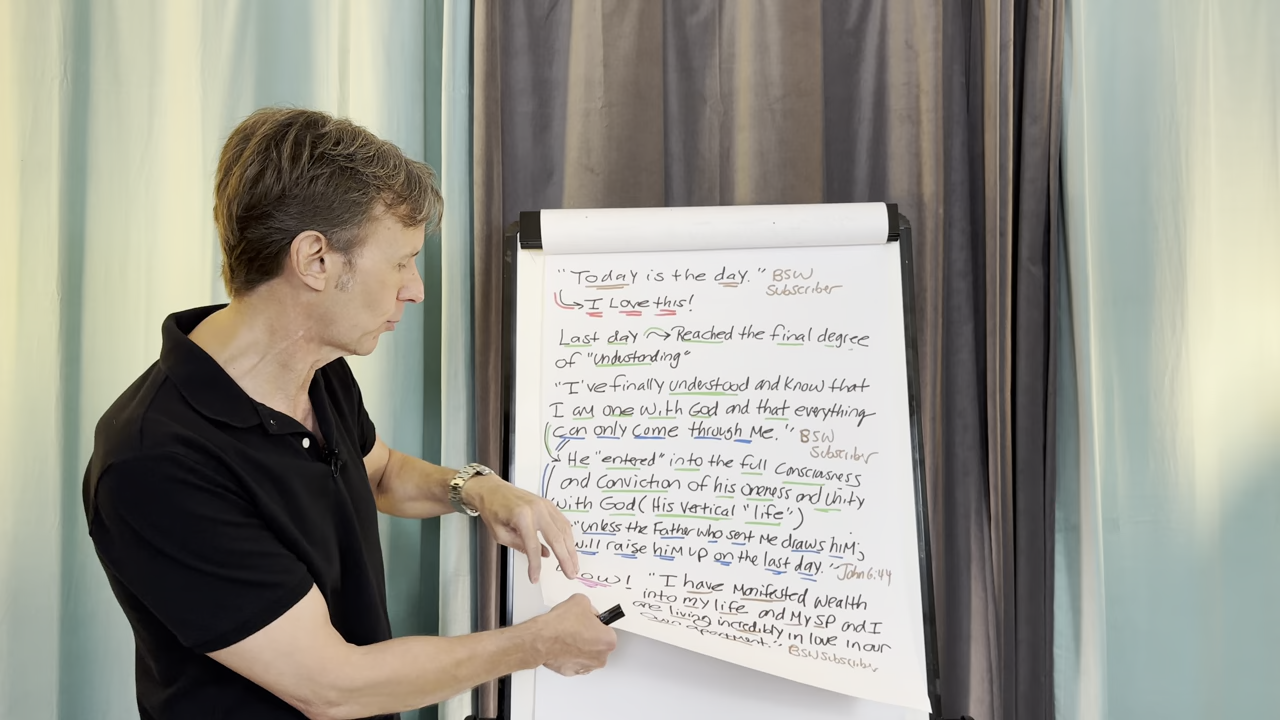 "Today is the day." BSW
Subscriber
I Love this!
Last day Reached the final degree
of "Understanding"
"I've finally understood and know that
I am one with God and that everything
can only come through Me." BSW
Subscriber
He "entered" into the full Consciasness
and Conviction of his oneness and Unity
with God (His vertical "life")
"unless the Father who sent Me draws him;
will raise him up on the last day." John 6:44
"I have Manifested wealth
into my life and My SP and I
are living incredibly in love in our
own apartment." BSW Subscriber